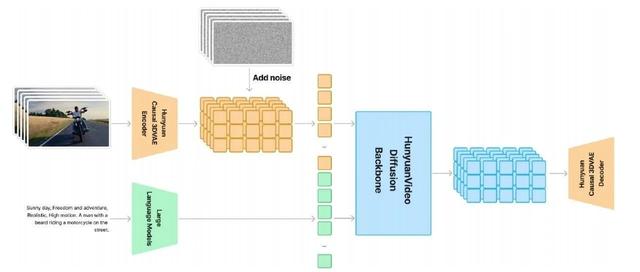 Add noise
Hunyuan
Causal 3DVAE
Encoder
Sunny day, Freedom and adventure,
Realistic, High motion. A man with a
beard riding a motorcycle on the
street.
Large
Language Models
HunyuanVideo
Diffusion
Backbone
Hunyuan
Causal 3DVAE
Decoder